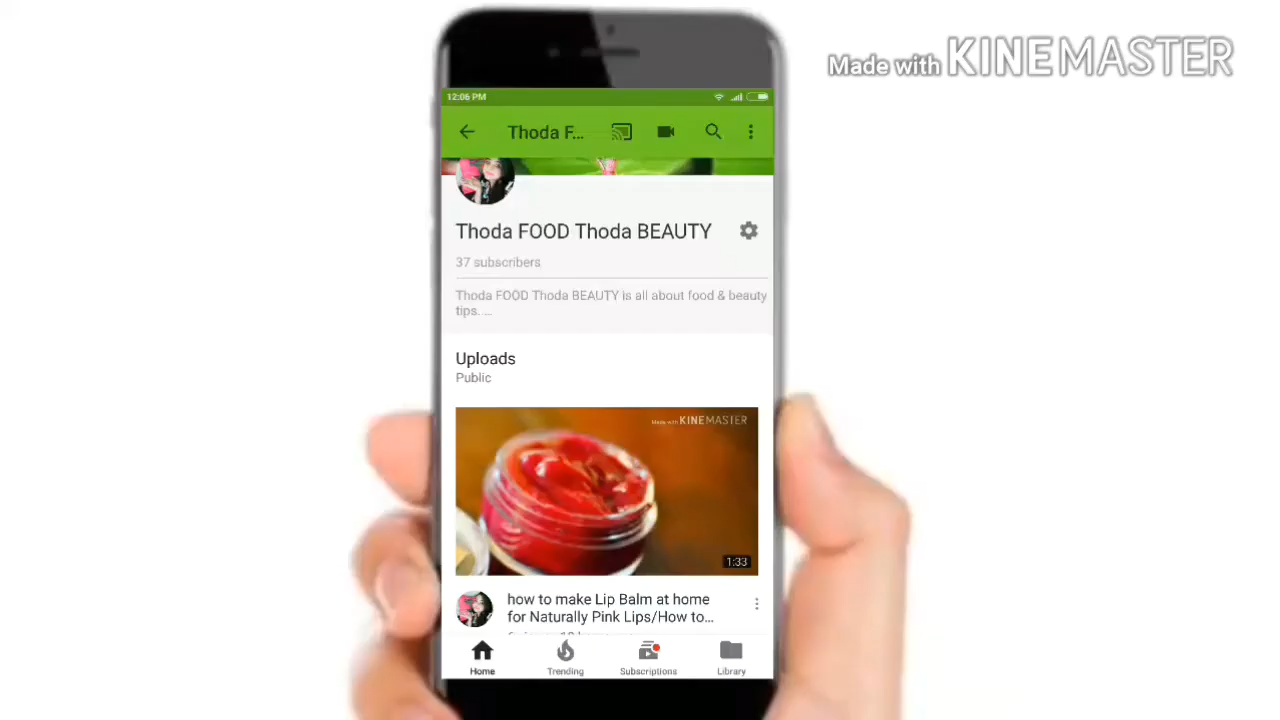 Made with KINEMASTER
12:06 PM
Thoda F...
Thoda FOOD Thoda BEAUTY
37 subscribers
Thoda FOOD Thoda BEAUTY is all about food & beauty
tips....
Uploads
Public
Made with KINEMASTER
1:33
how to make Lip Balm at home
for Naturally Pink Lips/How to...
Home
Trending
Subscriptions
Library